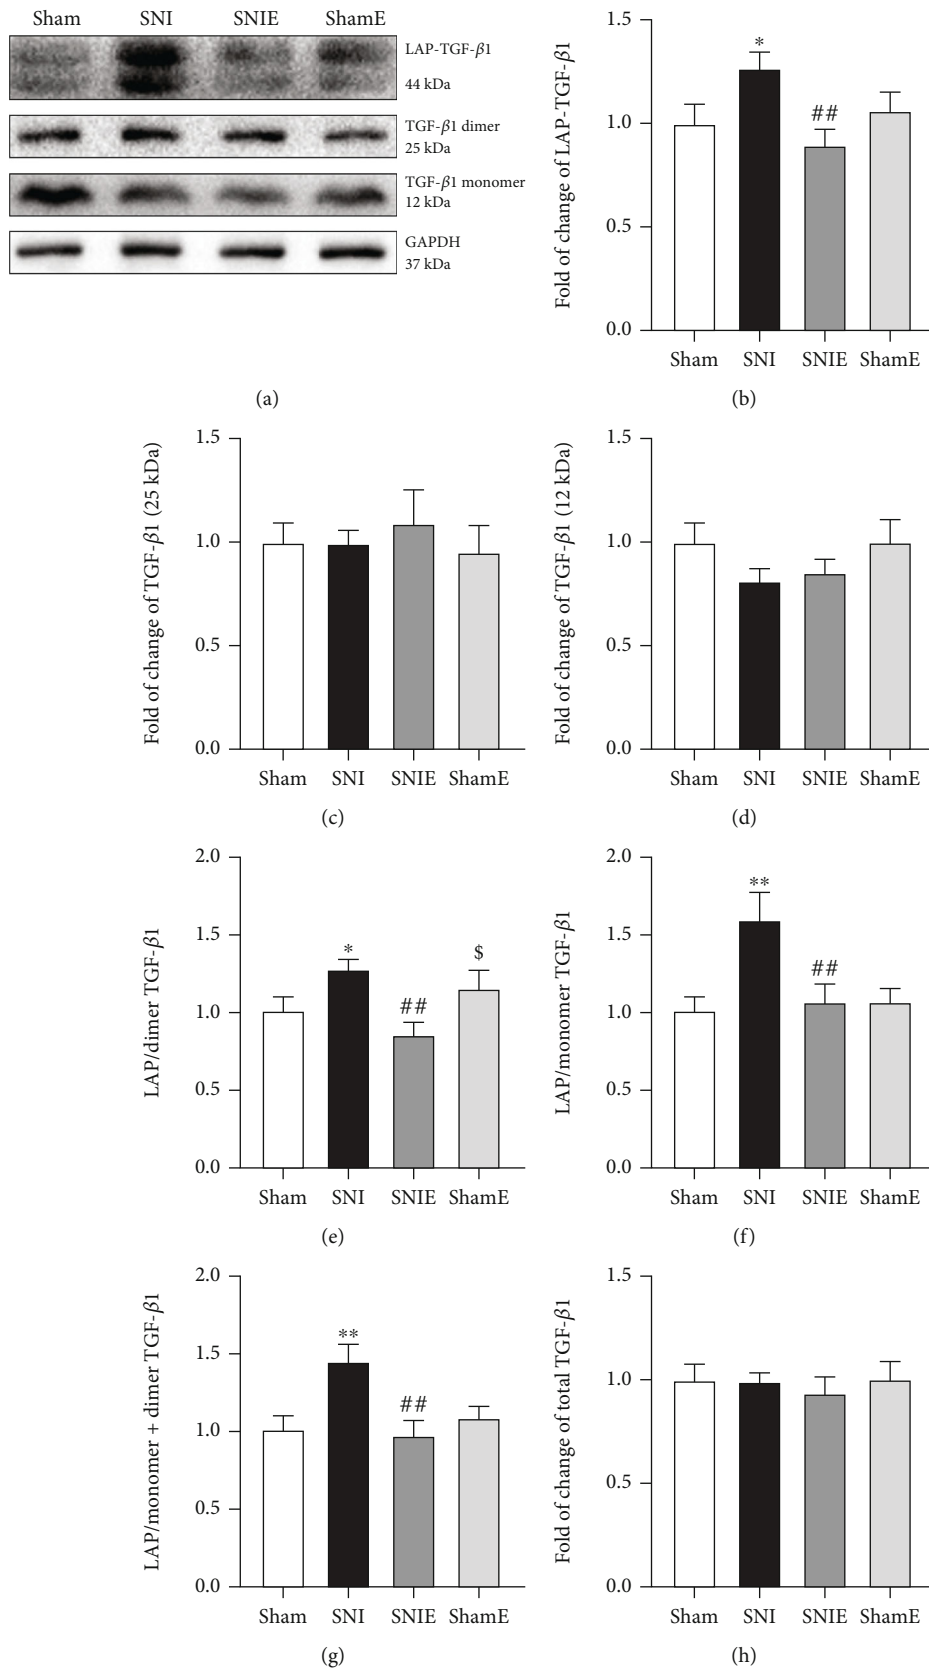 Sham SNI SNIE ShamE
LAP-TGF-β1
44 kDa
TGF-β1 dimer
25 kDa
TGF-β1 monomer
12 kDa
GAPDH
37 kDa
(a)
Fold of change of LAP-TGF-β1
1.5
1.0
0.5
0.0
*
##
Sham SNI SNIE ShamE
(b)
Fold of change of TGF-β1 (25 kDa)
1.5
1.0
0.5
0.0
Sham SNI SNIE ShamE
(c)
Fold of change of TGF-β1 (12 kDa)
1.5
1.0
0.5
0.0
Sham SNI SNIE ShamE
(d)
LAP/dimer TGF-β1
2.0
1.5
1.0
0.5
0.0
*
##
$
Sham SNI SNIE ShamE
(e)
LAP/monomer TGF-β1
2.0
1.5
1.0
0.5
0.0
**
##
Sham SNI SNIE ShamE
(f)
LAP/monomer + dimer TGF-β1
2.0
1.5
1.0
0.5
0.0
**
##
Sham SNI SNIE ShamE
(g)
Fold of change of total TGF-β1
1.5
1.0
0.5
0.0
Sham SNI SNIE ShamE
(h)